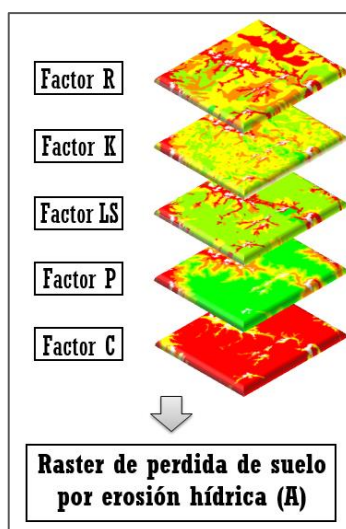 Factor R
Factor K
Factor LS
Factor P
Factor C
Raster de perdida de suelo
por erosión hídrica (A)